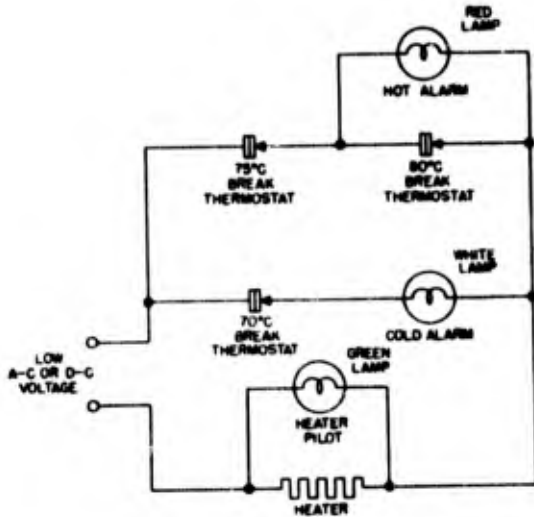 RED
LAMP
HOT ALARM
75°C
BREAK
THERMOSTAT
80°C
BREAK
THERMOSTAT
WHITE
LAMP
70°C
BREAK
THERMOSTAT
COLD ALARM
LOW
A-C OR D-C
VOLTAGE
GREEN
LAMP
HEATER
PILOT
HEATER